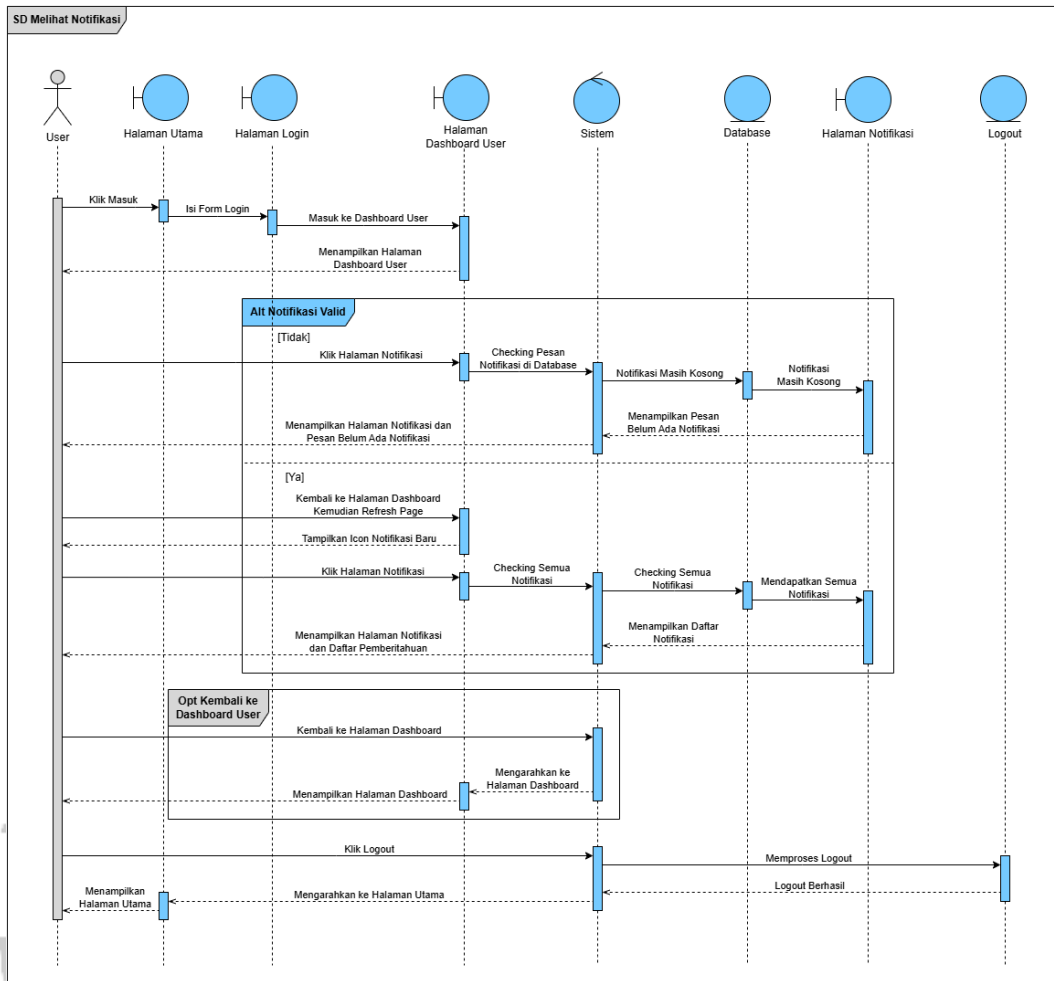 SD Melihat Notifikasi
User
Halaman Utama
Halaman Login
Halaman
Dashboard User
Sistem
Database
Halaman Notifikasi
Logout
Klik Masuk
Isi Form Login
Masuk ke Dashboard User
Menampilkan Halaman
Dashboard User
Alt Notifikasi Valid
[Tidak]
Klik Halaman Notifikasi
Checking Pesan
Notifikasi di Database
Notifikasi Masih Kosong
Notifikasi
Masih Kosong
Menampilkan Pesan
Belum Ada Notifikasi
Menampilkan Halaman Notifikasi dan
Pesan Belum Ada Notifikasi
[Ya]
Kembali ke Halaman Dashboard
Kemudian Refresh Page
Tampilkan Icon Notifikasi Baru
Klik Halaman Notifikasi
Checking Semua
Notifikasi
Checking Semua
Notifikasi
Mendapatkan Semua
Notifikasi
Menampilkan Daftar
Notifikasi
Menampilkan Halaman Notifikasi
dan Daftar Pemberitahuan
Opt Kembali ke
Dashboard User
Kembali ke Halaman Dashboard
Mengarahkan ke
Halaman Dashboard
Menampilkan Halaman Dashboard
Klik Logout
Memproses Logout
Logout Berhasil
Mengarahkan ke Halaman Utama
Menampilkan
Halaman Utama